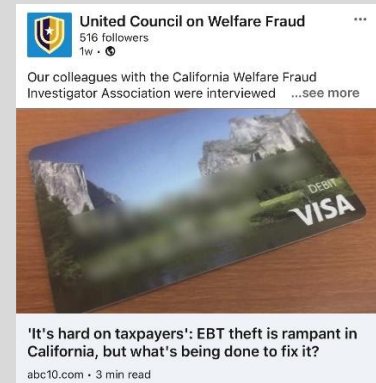 United Council on Welfare Fraud
516 followers
1w •
Our colleagues with the California Welfare Fraud
Investigator Association were interviewed ...see more
DEBIT
VISA
'It's hard on taxpayers': EBT theft is rampant in
California, but what's being done to fix it?
abc10.com • 3 min read